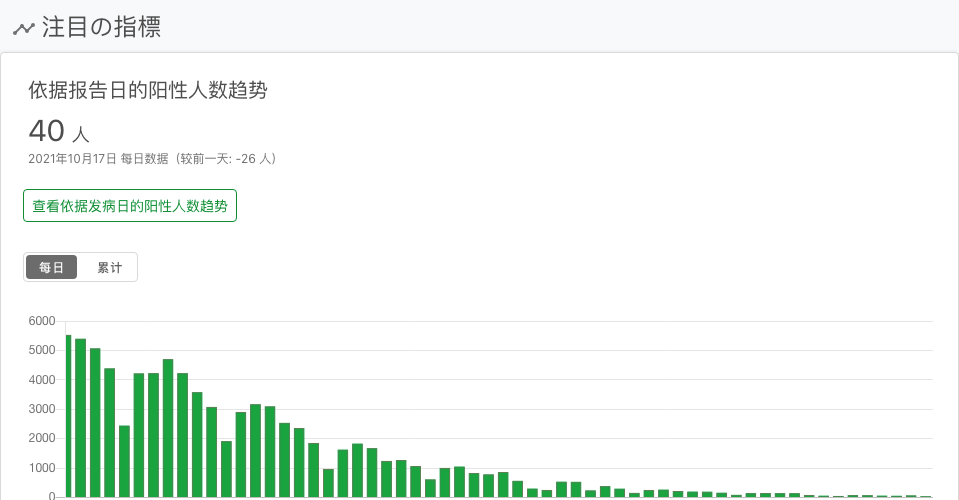 注目の指標
依据报告日的阳性人数趋势
40 人
2021年10月17日 每日数据（较前一天: -26 人）
查看依据发病日的阳性人数趋势
每日 累计
6000
5000
4000
3000
2000
1000
0